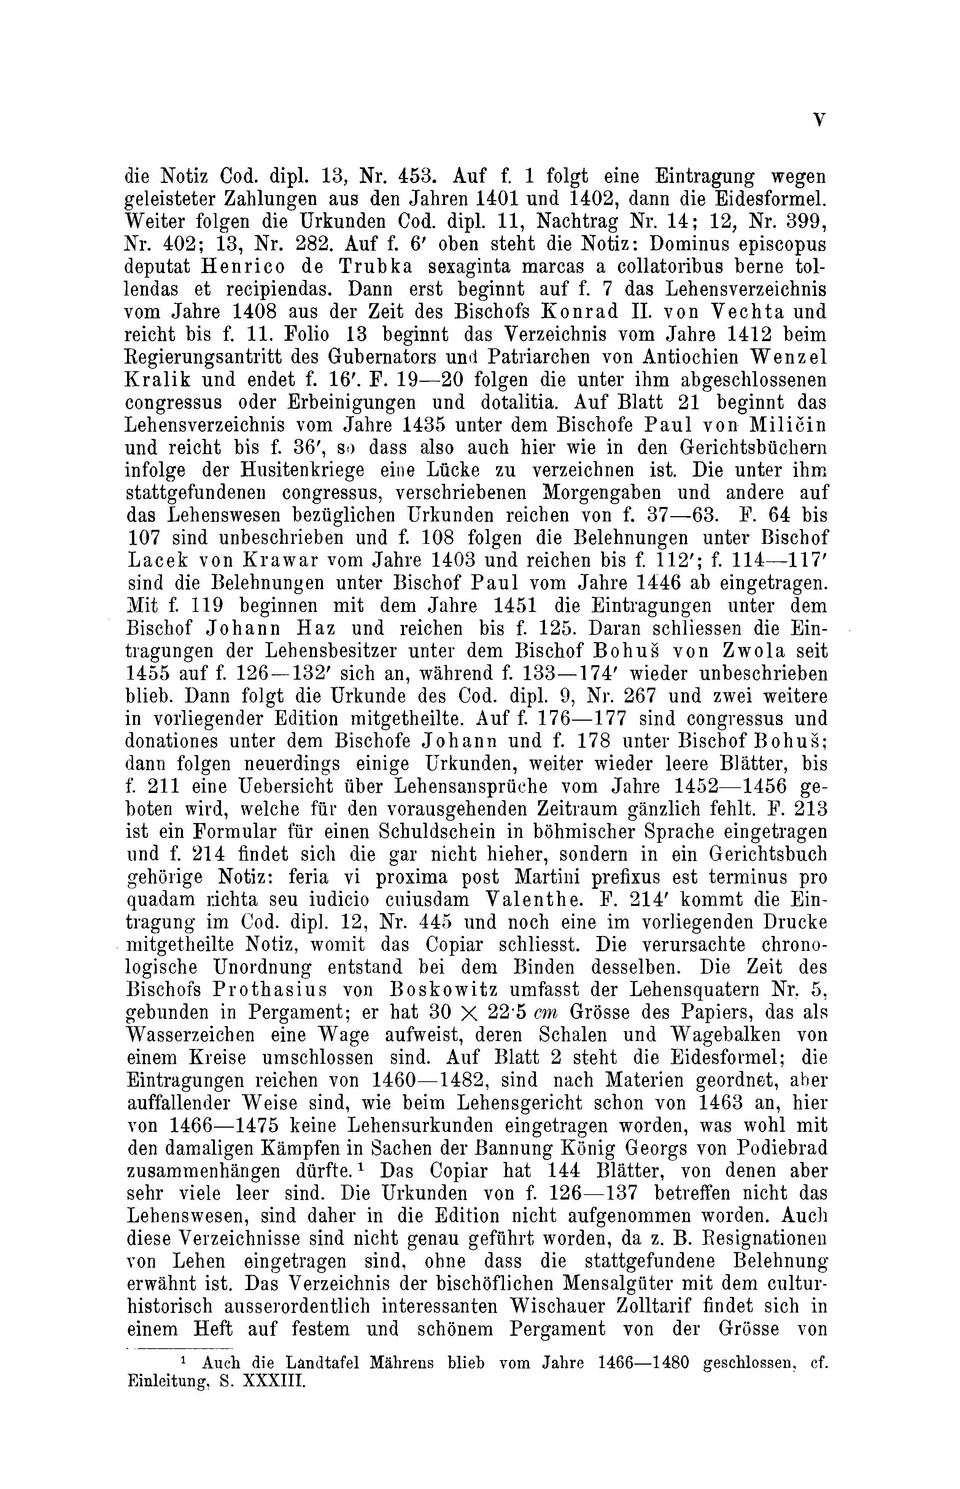 V
die Notiz Cod. dipl. 13, Nr. 453. Auf f. 1 folgt eine Eintragung wegen
geleisteter Zahlungen aus den Jahren 1401 und 1402, dann die Eidesformel.
Weiter folgen die Urkunden Cod. dipl. 11, Nachtrag Nr. 14; 12, Nr. 399,
Nr. 402; 13, Nr. 282. Auf f. 6′ oben steht die Notiz: Dominus episcopus
deputat Henrico de Trubka sexaginta marcas a collatoribus berne tol-
lendas et recipiendas. Dann erst beginnt auf f. 7 das Lehensverzeichnis
vom Jahre 1408 aus der Zeit des Bischofs Konrad II. von Vechta und
reicht bis f. 11. Folio 13 beginnt das Verzeichnis vom Jahre 1412 beim
Regierungsantritt des Gubernators und Patriarchen von Antiochien Wenzel
Kralik und endet f. 16′. F. 19—20 folgen die unter ihm abgeschlossenen
congressus oder Erbeinigungen und dotalitia. Auf Blatt 21 beginnt das
Lehensverzeichnis vom Jahre 1435 unter dem Bischofe Paul von Miličin
und reicht bis f. 36′, so dass also auch hier wie in den Gerichtsbüchern
infolge der Husitenkriege eine Lücke zu verzeichnen ist. Die unter ihm
stattgefundenen congressus, verschriebenen Morgengaben und andere auf
das Lehenswesen bezüglichen Urkunden reichen von f. 37—63. F. 64 bis
107 sind unbeschrieben und f. 108 folgen die Belehnungen unter Bischof
Lacek von Krawar vom Jahre 1403 und reichen bis f. 112′; f. 114—117′
sind die Belehnungen unter Bischof Paul vom Jahre 1446 ab eingetragen.
Mit f. 119 beginnen mit dem Jahre 1451 die Eintragungen unter dem
Bischof Johann Haz und reichen bis f. 125. Daran schliessen die Ein-
tragungen der Lehensbesitzer unter dem Bischof Bohuš von Zwola seit
1455 auf f. 126—132′ sich an, während f. 133—174′ wieder unbeschrieben
blieb. Dann folgt die Urkunde des Cod. dipl. 9, Nr. 267 und zwei weitere
in vorliegender Edition mitgetheilte. Auf f. 176—177 sind congressus und
donationes unter dem Bischofe Johann und f. 178 unter Bischof Bohuš;
dann folgen neuerdings einige Urkunden, weiter wieder leere Blätter, bis
f. 211 eine Uebersicht über Lehensansprüche vom Jahre 1452—1456 ge-
boten wird, welche für den vorausgehenden Zeitraum gänzlich fehlt. F. 213
ist ein Formular für einen Schuldschein in böhmischer Sprache eingetragen
und f. 214 findet sich die gar nicht hieher, sondern in ein Gerichtsbuch
gehörige Notiz: feria vi proxima post Martini prefixus est terminus pro
quadam richta seu iudicio cuiusdam Valenthe. F. 214′ kommt die Ein-
tragung im Cod. dipl. 12, Nr. 445 und noch eine im vorliegenden Drucke
mitgetheilte Notiz, womit das Copiar schliesst. Die verursachte chrono-
logische Unordnung entstand bei dem Binden desselben. Die Zeit des
Bischofs Prothasius von Boskowitz umfasst der Lehensquatern Nr. 5,
gebunden in Pergament; er hat 30 × 22·5 cm Grösse des Papiers, das als
Wasserzeichen eine Wage aufweist, deren Schalen und Wagebalken von
einem Kreise umschlossen sind. Auf Blatt 2 steht die Eidesformel; die
Eintragungen reichen von 1460—1482, sind nach Materien geordnet, aber
auffallender Weise sind, wie beim Lehensgericht schon von 1463 an, hier
von 1466—1475 keine Lehensurkunden eingetragen worden, was wohl mit
den damaligen Kämpfen in Sachen der Bannung König Georgs von Podiebrad
zusammenhängen dürfte.¹ Das Copiar hat 144 Blätter, von denen aber
sehr viele leer sind. Die Urkunden von f. 126—137 betreffen nicht das
Lehenswesen, sind daher in die Edition nicht aufgenommen worden. Auch
diese Verzeichnisse sind nicht genau geführt worden, da z. B. Resignationen
von Lehen eingetragen sind, ohne dass die stattgefundene Belehnung
erwähnt ist. Das Verzeichnis der bischöflichen Mensalgüter mit dem cultur-
historisch ausserordentlich interessanten Wischauer Zolltarif findet sich in
einem Heft auf festem und schönem Pergament von der Grösse von
¹ Auch die Landtafel Mährens blieb vom Jahre 1466—1480 geschlossen, cf.
Einleitung, S. XXXIII.